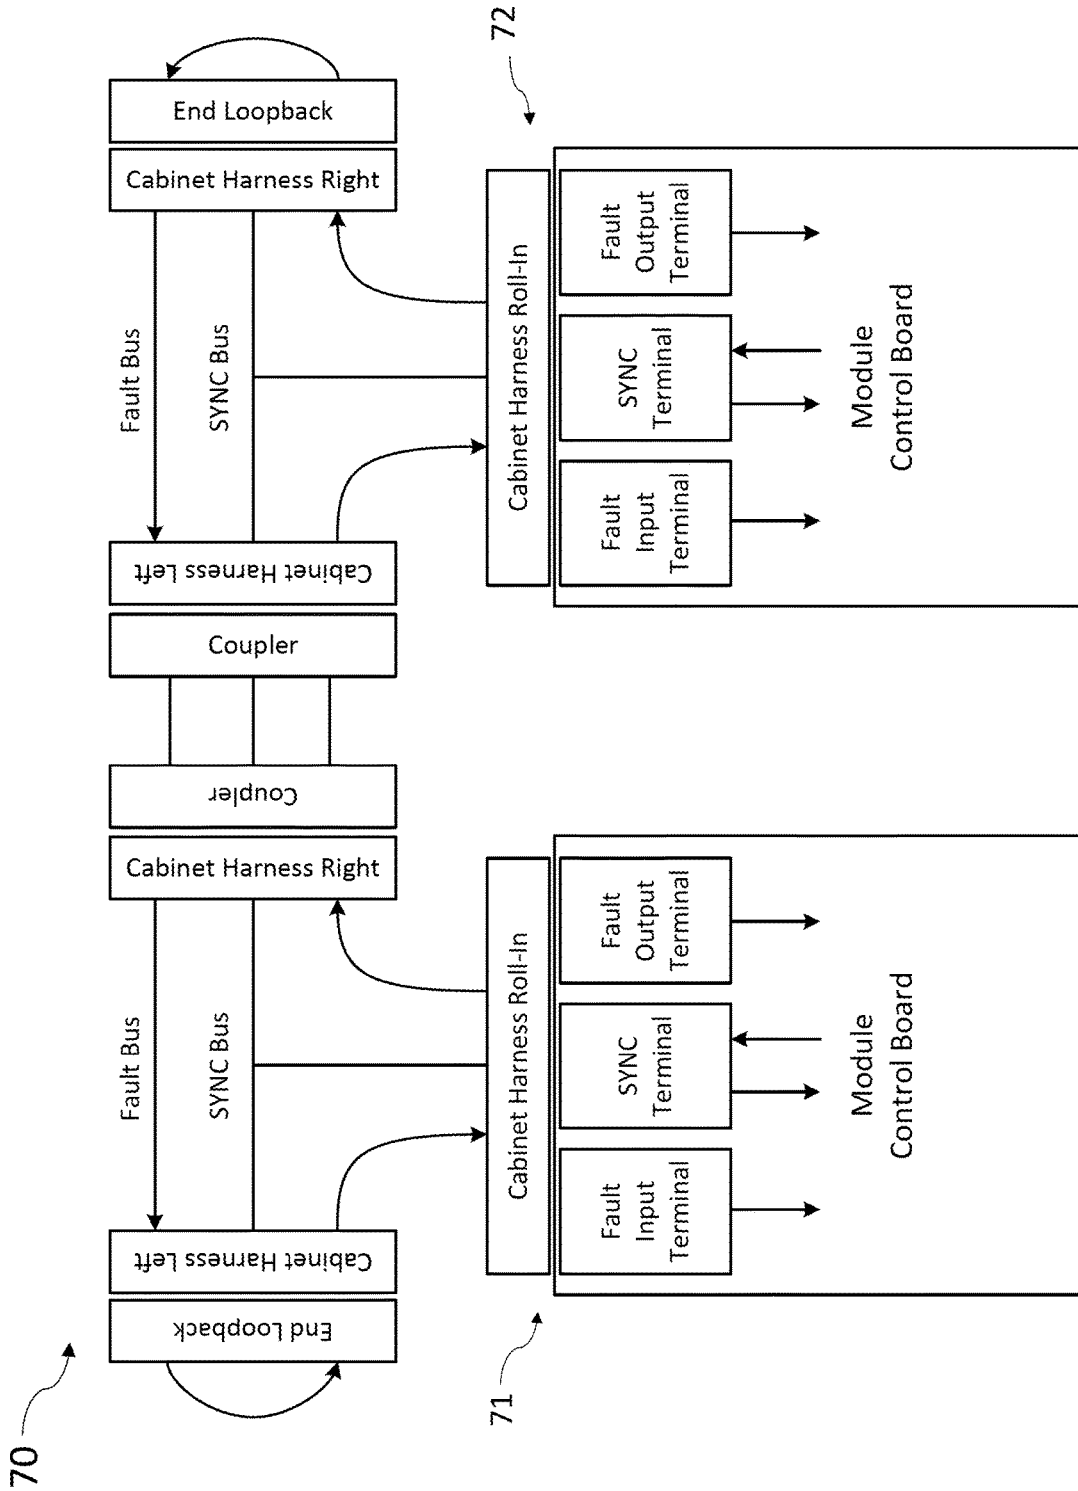 70
End Loopback
Cabinet Harness Left
Fault Bus
SYNC Bus
Cabinet Harness Right
Coupler
Coupler
Cabinet Harness Left
Fault Bus
SYNC Bus
Cabinet Harness Right
End Loopback
71
Cabinet Harness Roll-In
Fault
Input
Terminal
SYNC
Terminal
Fault
Output
Terminal
Module
Control Board
72
Cabinet Harness Roll-In
Fault
Input
Terminal
SYNC
Terminal
Fault
Output
Terminal
Module
Control Board